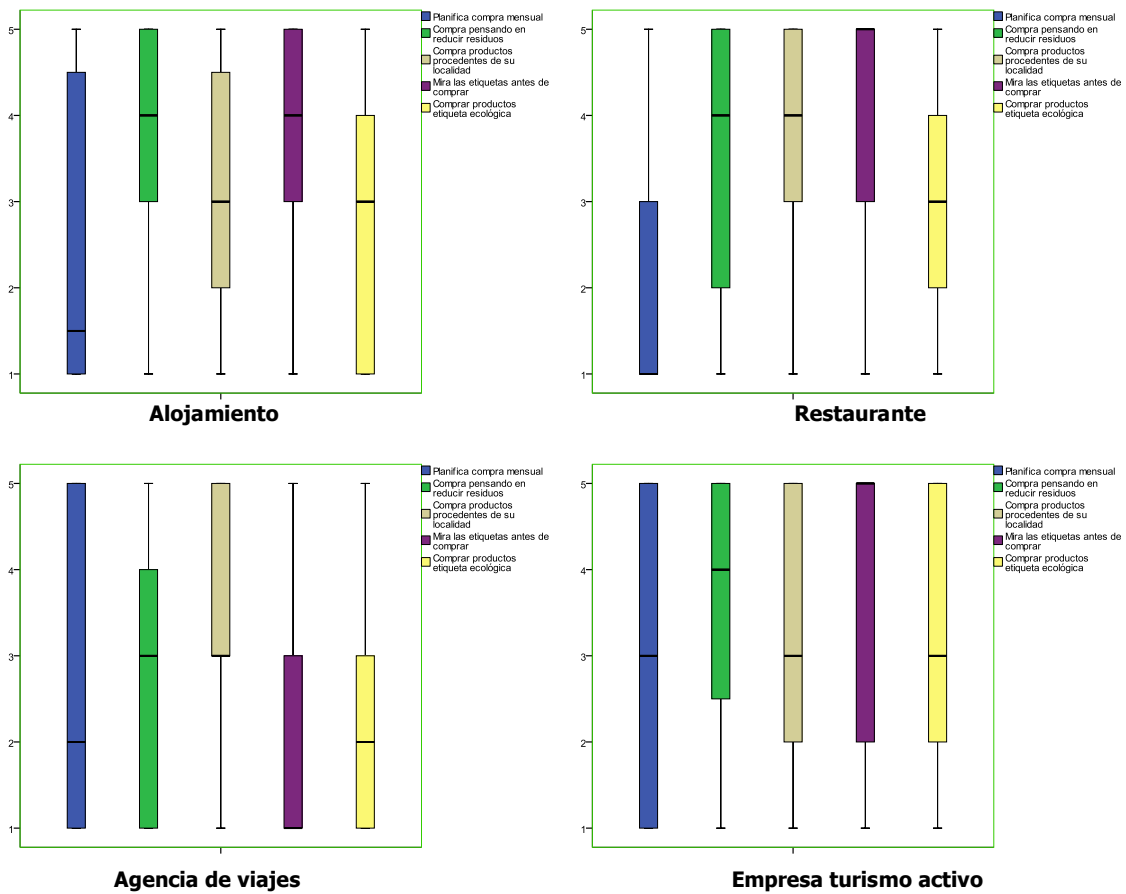 Planifica compra mensual
Compra pensando en
reducir residuos
Compra productos
procedentes de su
localidad
Mira las etiquetas antes de
comprar
Comprar productos
etiqueta ecológica
5
4
3
2
1
Alojamiento
Planifica compra mensual
Compra pensando en
reducir residuos
Compra productos
procedentes de su
localidad
Mira las etiquetas antes de
comprar
Comprar productos
etiqueta ecológica
5
4
3
2
1
Restaurante
Planifica compra mensual
Compra pensando en
reducir residuos
Compra productos
procedentes de su
localidad
Mira las etiquetas antes de
comprar
Comprar productos
etiqueta ecológica
5
4
3
2
1
Agencia de viajes
Planifica compra mensual
Compra pensando en
reducir residuos
Compra productos
procedentes de su
localidad
Mira las etiquetas antes de
comprar
Comprar productos
etiqueta ecológica
5
4
3
2
1
Empresa turismo activo